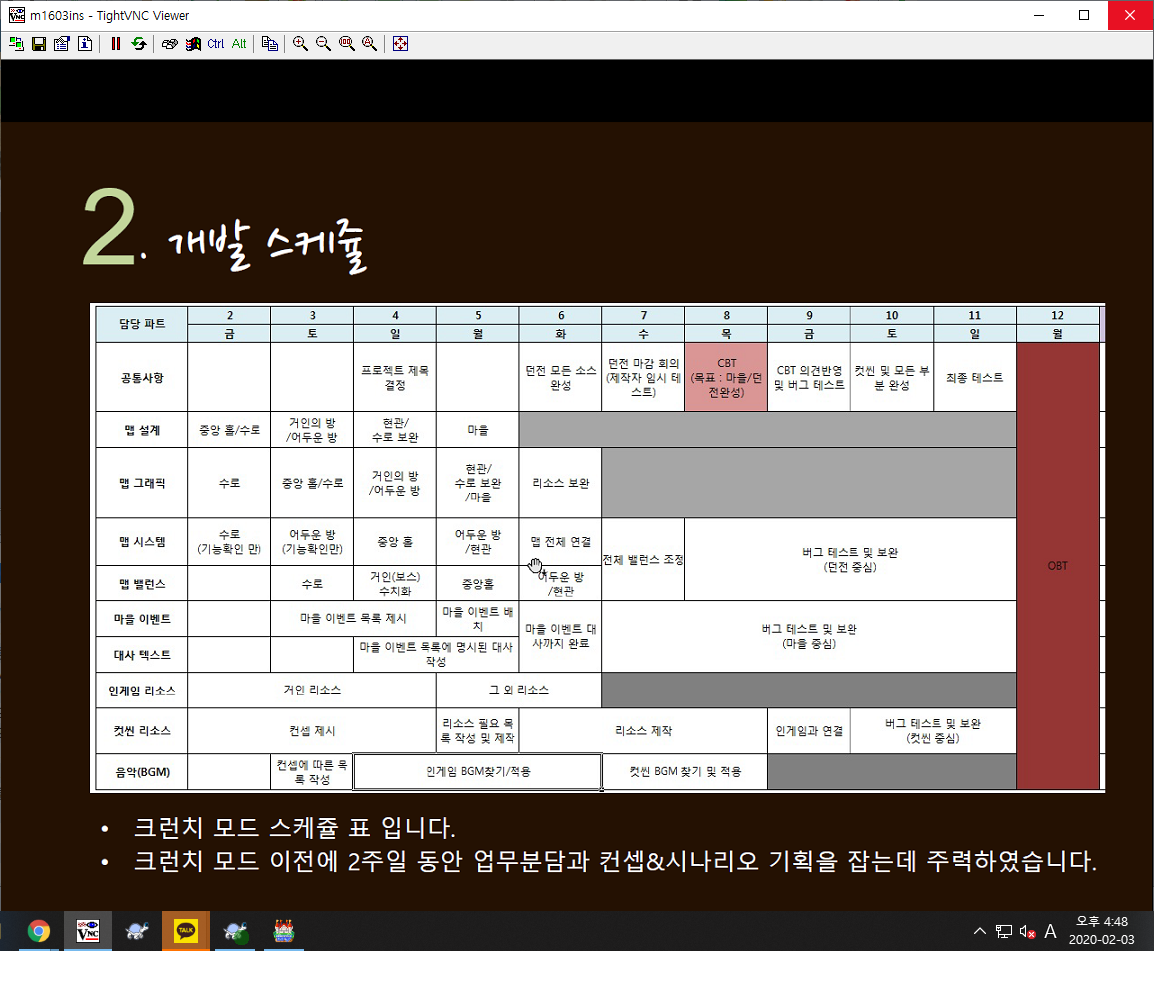 m1603ins - TightVNC Viewer
Ctrl Alt
2. 개발 스케쥴
담당 파트 2 3 4 5 6 7 8 9 10 11 12
금 토 일 월 화 수 목 금 토 일 월
공통사항
프로젝트 제목
결정
던전 모든 소스
완성
던전 마감 회의
(제작자 임시 테
스트)
CBT
(목표 : 마을/던
전완성)
CBT 의견반영
및 버그 테스트
컷씬 및 모든 부
분 완성
최종 테스트
맵 설계
중앙 홀/수로
거인의 방
/어두운 방
현관/
수로 보완
마을
맵 그래픽
수로
중앙 홀/수로
거인의 방
/어두운 방
현관/
수로 보완
/마을
리소스 보완
맵 시스템
수로
(기능확인 만)
어두운 방
(기능확인만)
중앙 홀
어두운 방
/현관
맵 전체 연결
전체 밸런스 조정
버그 테스트 및 보완
(던전 중심)
OBT
맵 밸런스
수로
거인(보스)
수치화
중앙홀
어두운 방
/현관
마을 이벤트
마을 이벤트 목록 제시
마을 이벤트 배
치
마을 이벤트 대
사까지 완료
버그 테스트 및 보완
(마을 중심)
대사 텍스트
마을 이벤트 목록에 명시된 대사
작성
인게임 리소스
거인 리소스
그 외 리소스
컷씬 리소스
컨셉 제시
리소스 필요 목
록 작성 및 제작
리소스 제작
인게임과 연결
버그 테스트 및 보완
(컷씬 중심)
음악(BGM)
컨셉에 따른 목
록 작성
인게임 BGM찾기/적용
컷씬 BGM 찾기 및 적용
• 크런치 모드 스케쥴 표 입니다.
• 크런치 모드 이전에 2주일 동안 업무분담과 컨셉&시나리오 기획을 잡는데 주력하였습니다.
VNC
TALK
A
오후 4:48
2020-02-03